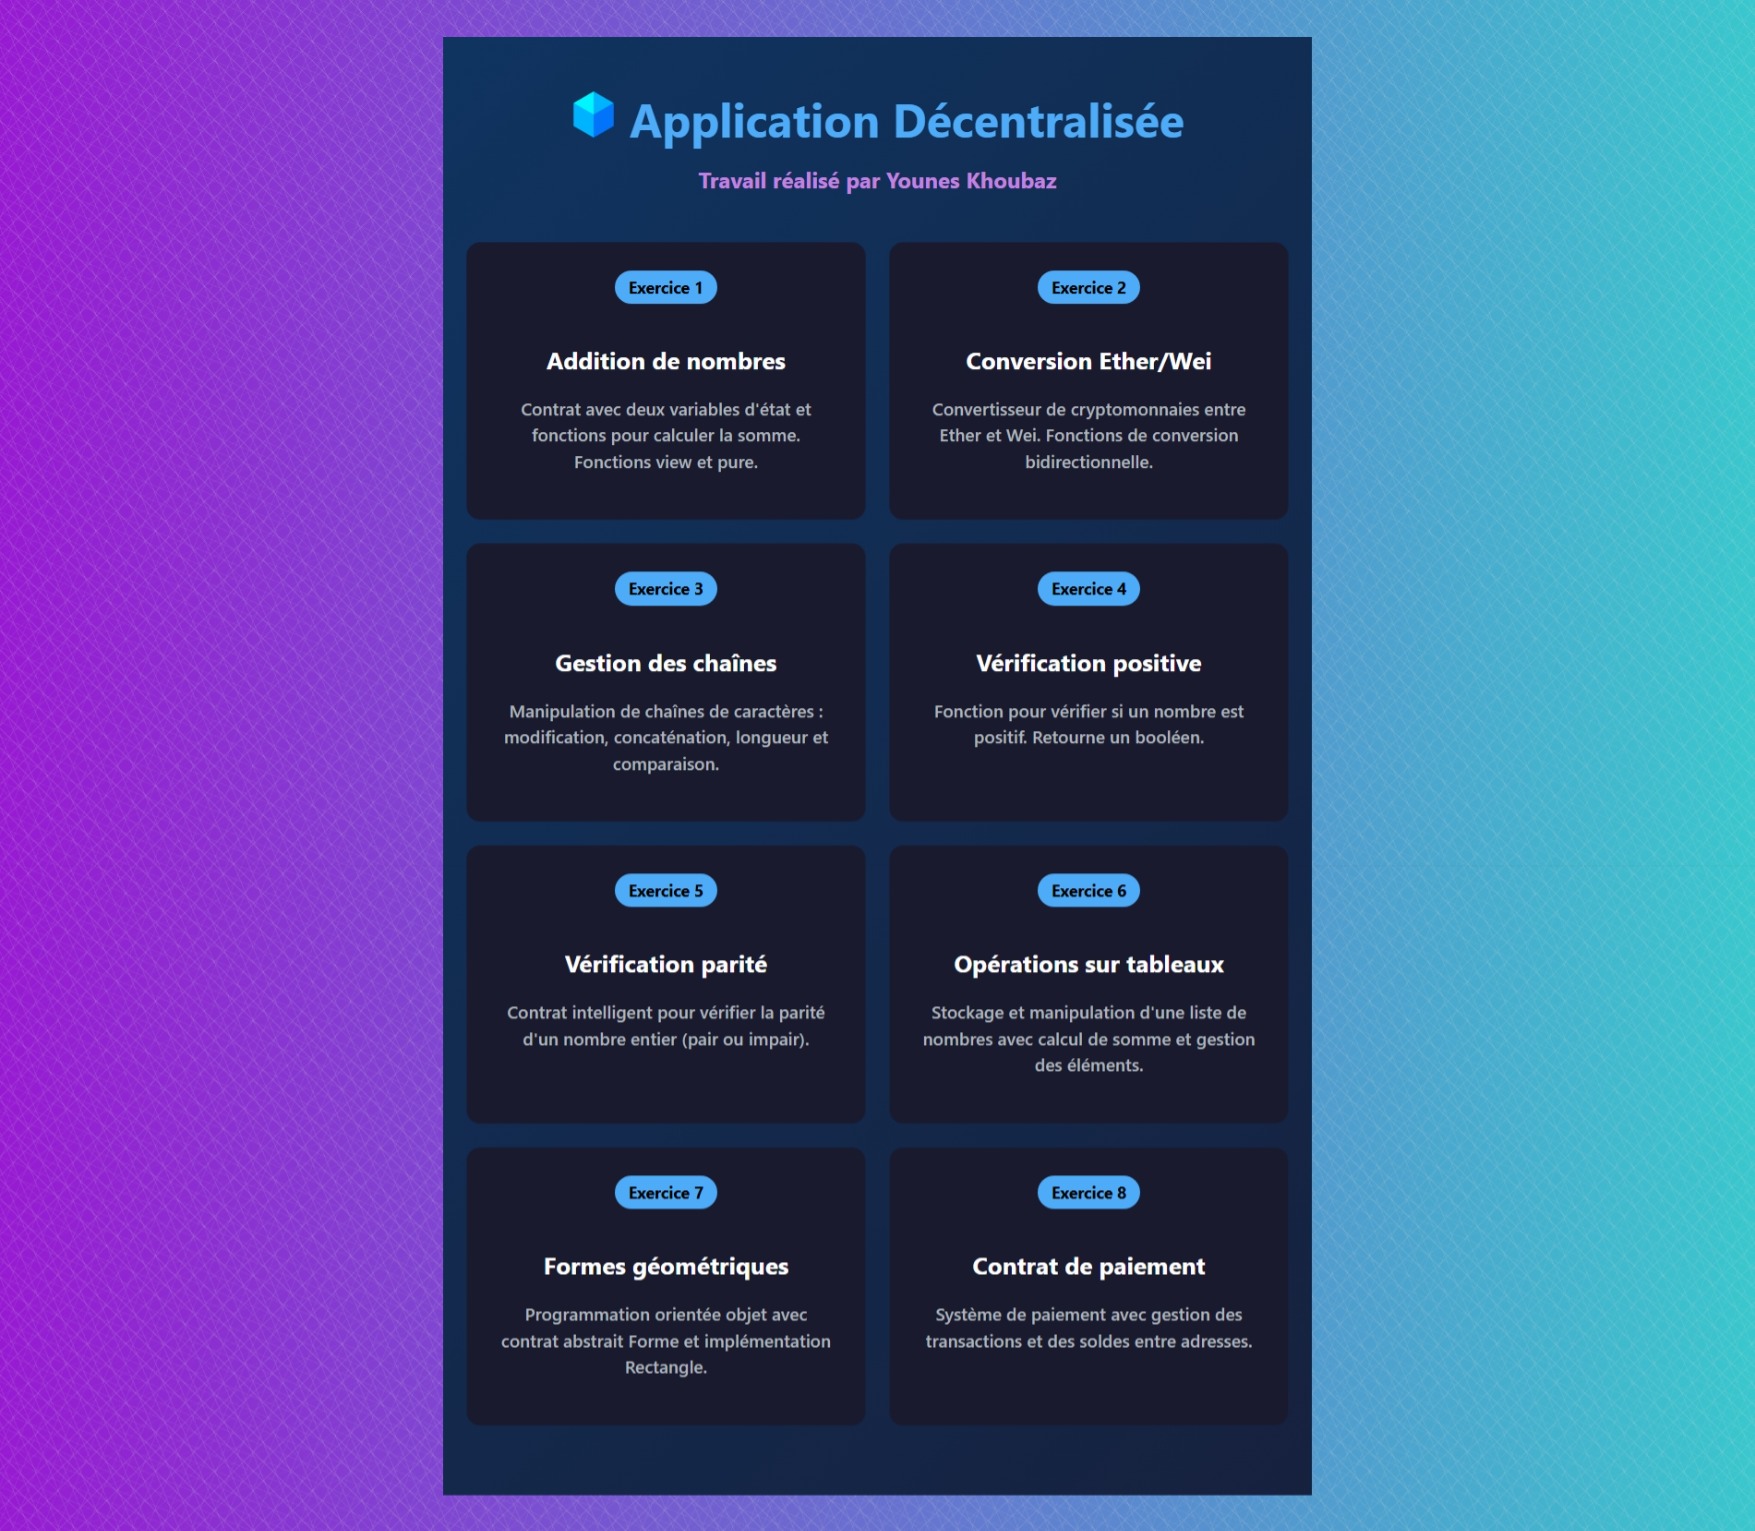 Application Décentralisée
Travail réalisé par Younes Khoubaz
Exercice 1
Addition de nombres
Contrat avec deux variables d'état et
fonctions pour calculer la somme.
Fonctions view et pure.
Exercice 2
Conversion Ether/Wei
Convertisseur de cryptomonnaies entre
Ether et Wei. Fonctions de conversion
bidirectionnelle.
Exercice 3
Gestion des chaînes
Manipulation de chaînes de caractères :
modification, concaténation, longueur et
comparaison.
Exercice 4
Vérification positive
Fonction pour vérifier si un nombre est
positif. Retourne un booléen.
Exercice 5
Vérification parité
Contrat intelligent pour vérifier la parité
d'un nombre entier (pair ou impair).
Exercice 6
Opérations sur tableaux
Stockage et manipulation d'une liste de
nombres avec calcul de somme et gestion
des éléments.
Exercice 7
Formes géométriques
Programmation orientée objet avec
contrat abstrait Forme et implémentation
Rectangle.
Exercice 8
Contrat de paiement
Système de paiement avec gestion des
transactions et des soldes entre adresses.